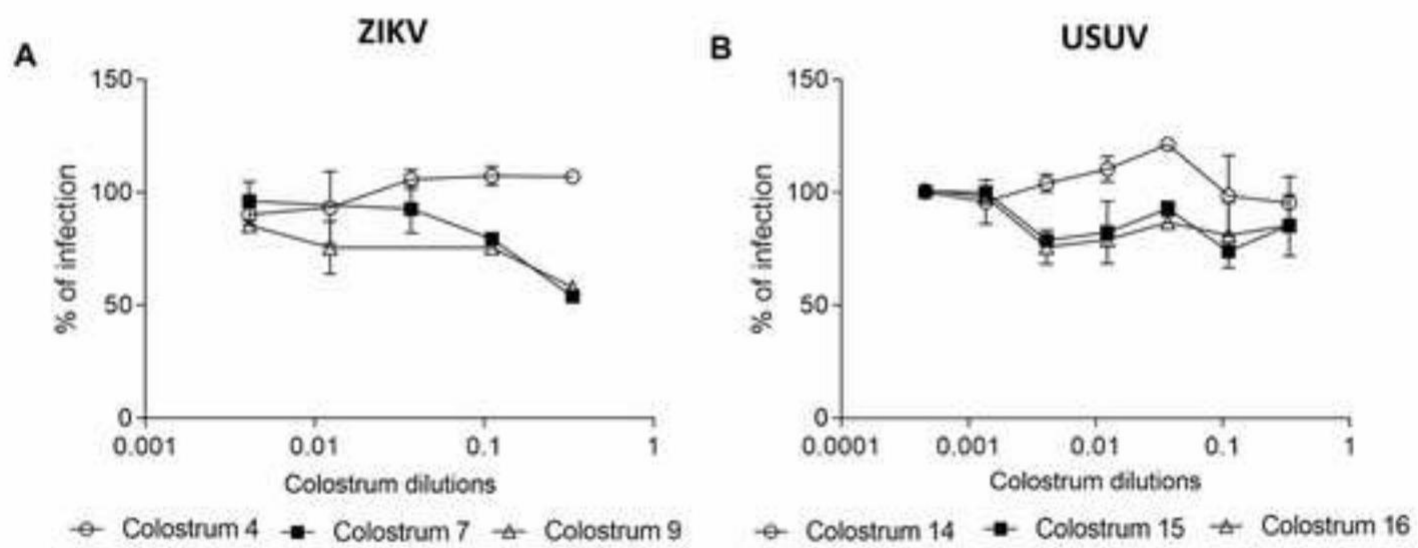 A
ZIKV
150
100
50
0
% of infection
0.001 0.01 0.1 1
Colostrum dilutions
Colostrum 4 Colostrum 7 Colostrum 9
B
USUV
150
100
50
0
% of infection
0.0001 0.001 0.01 0.1 1
Colostrum dilutions
Colostrum 14 Colostrum 15 Colostrum 16